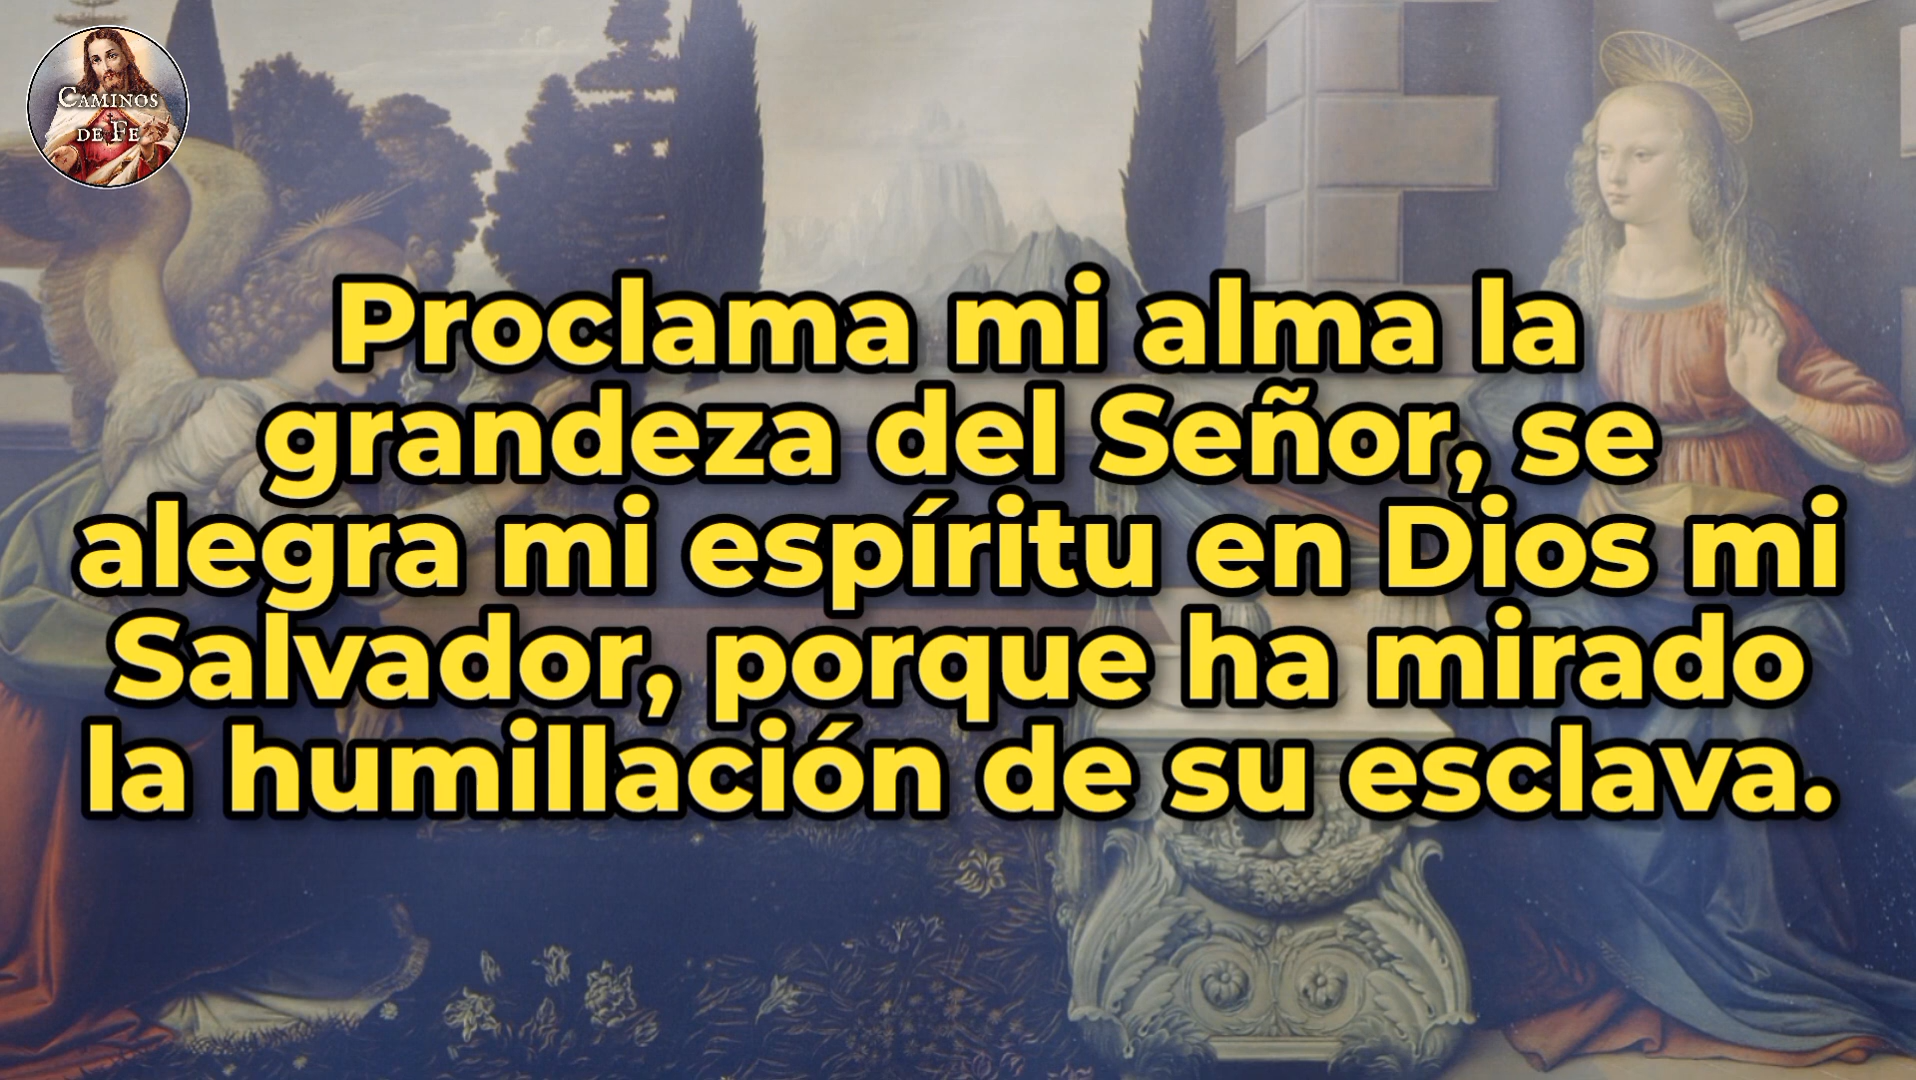 CAMINOS
DE FE
Proclama mi alma la
grandeza del Señor, se
alegra mi espíritu en Dios mi
Salvador, porque ha mirado
la humillación de su esclava.